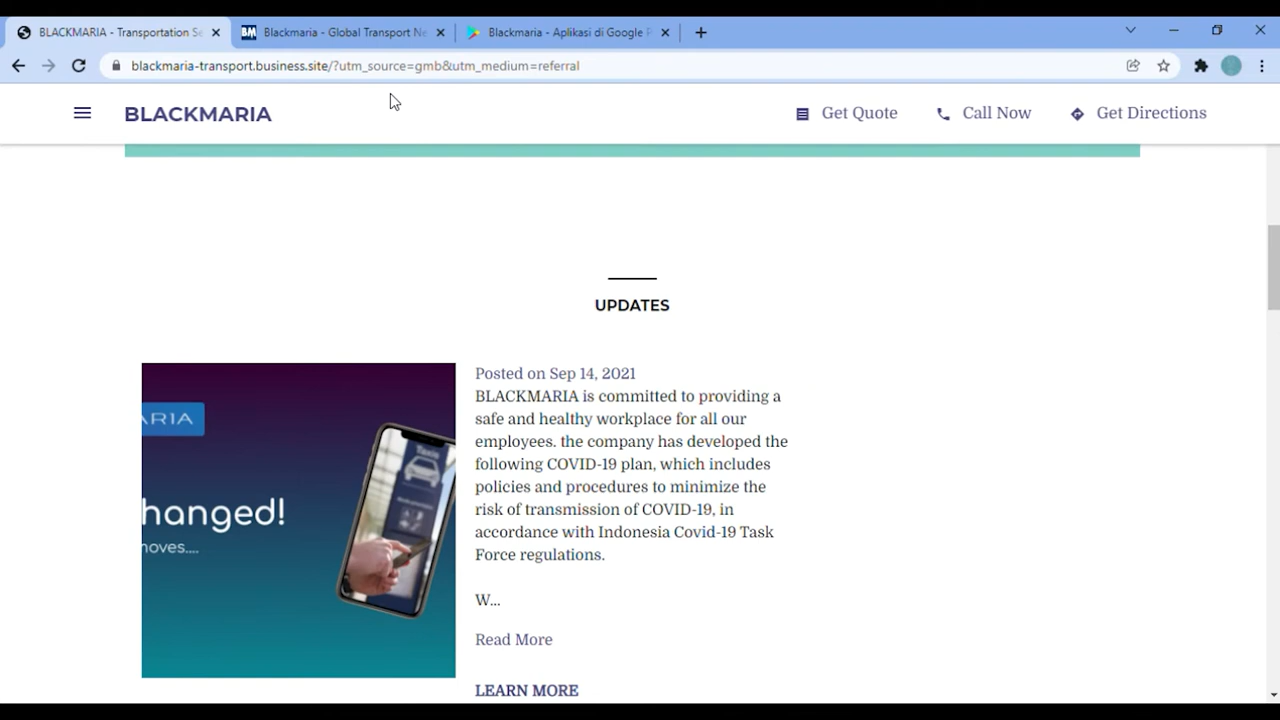 BLACKMARIA - Transportation Se
Blackmaria - Global Transport Ne
Blackmaria - Aplikasi di Google P
blackmaria-transport.business.site/?utm_source=gmb&utm_medium=referral
BLACKMARIA
Get Quote
Call Now
Get Directions
UPDATES
ARIA
hanged!
noves....
Taxis
Posted on Sep 14, 2021
BLACKMARIA is committed to providing a
safe and healthy workplace for all our
employees. the company has developed the
following COVID-19 plan, which includes
policies and procedures to minimize the
risk of transmission of COVID-19, in
accordance with Indonesia Covid-19 Task
Force regulations.
W...
Read More
LEARN MORE